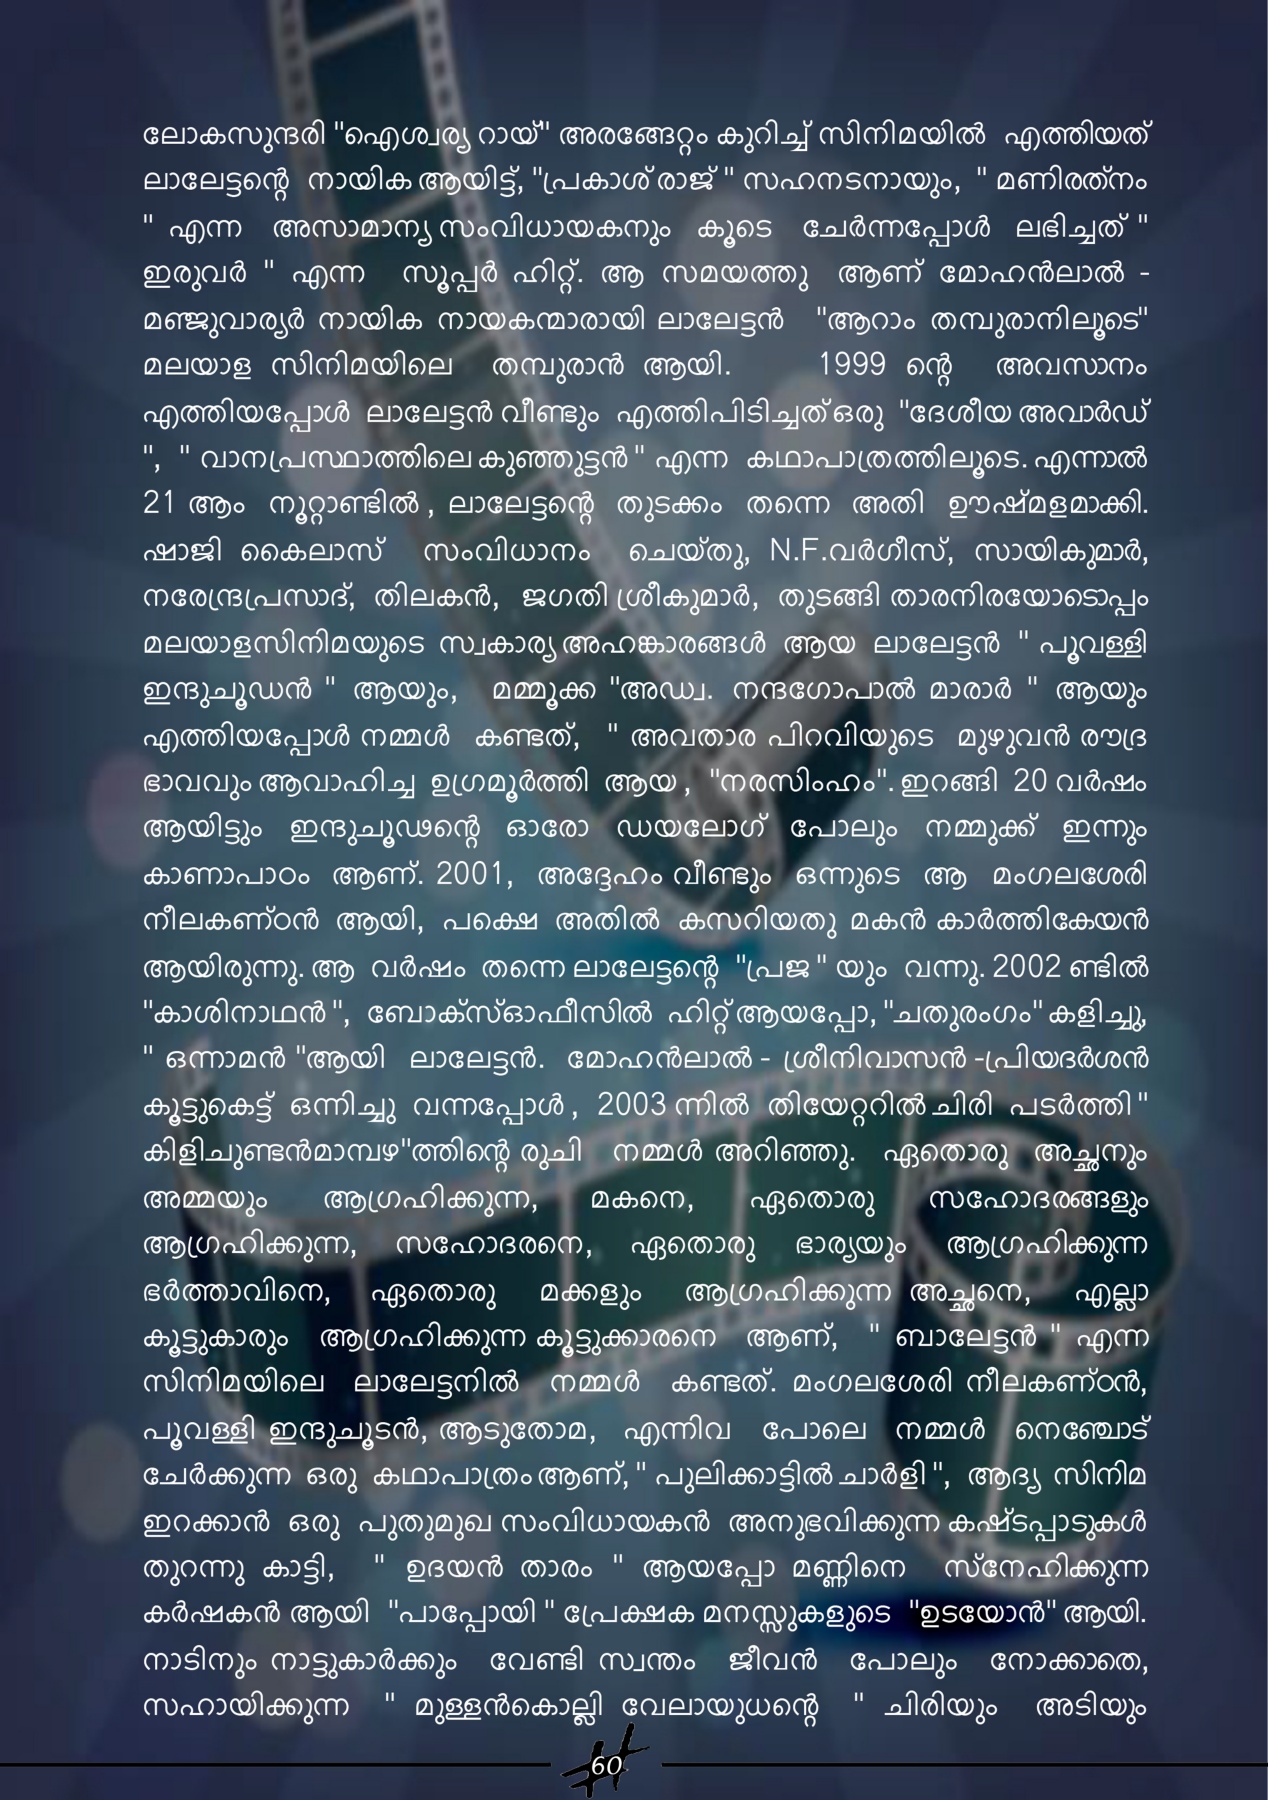 ലോകസുന്ദരി "ഐശ്വര്യ റായ്" അരങ്ങേറ്റം കുറിച്ച് സിനിമയിൽ എത്തിയത്
ലാലേട്ടന്റെ നായിക ആയിട്ട്, "പ്രകാശ് രാജ് " സഹനടനായും, " മണിരത്നം
" എന്ന അസാമാന്യ സംവിധായകനും കൂടെ ചേർന്നപ്പോൾ ലഭിച്ചത് "
ഇരുവർ " എന്ന സൂപ്പർ ഹിറ്റ്. ആ സമയത്തു ആണ് മോഹൻലാൽ -
മഞ്ജുവാര്യർ നായിക നായകന്മാരായി ലാലേട്ടൻ "ആറാം തമ്പുരാനിലൂടെ"
മലയാള സിനിമയിലെ തമ്പുരാൻ ആയി. 1999 ന്റെ അവസാനം
എത്തിയപ്പോൾ ലാലേട്ടൻ വീണ്ടും എത്തിപിടിച്ചത് ഒരു "ദേശീയ അവാർഡ്
", " വാനപ്രസ്ഥാത്തിലെ കുഞ്ഞുട്ടൻ " എന്ന കഥാപാത്രത്തിലൂടെ. എന്നാൽ
21 ആം നൂറ്റാണ്ടിൽ , ലാലേട്ടന്റെ തുടക്കം തന്നെ അതി ഊഷ്മളമാക്കി.
ഷാജി കൈലാസ് സംവിധാനം ചെയ്തു, N.F.വർഗീസ്, സായികുമാർ,
നരേന്ദ്രപ്രസാദ്, തിലകൻ, ജഗതി ശ്രീകുമാർ, തുടങ്ങി താരനിരയോടൊപ്പം
മലയാളസിനിമയുടെ സ്വകാര്യ അഹങ്കാരങ്ങൾ ആയ ലാലേട്ടൻ " പൂവള്ളി
ഇന്ദുചൂഡൻ " ആയും, മമ്മൂക്ക "അഡ്വ. നന്ദഗോപാൽ മാരാർ " ആയും
എത്തിയപ്പോൾ നമ്മൾ കണ്ടത്, " അവതാര പിറവിയുടെ മുഴുവൻ രൗദ്ര
ഭാവവും ആവാഹിച്ച ഉഗ്രമൂർത്തി ആയ , "നരസിംഹം". ഇറങ്ങി 20 വർഷം
ആയിട്ടും ഇന്ദുചൂഢന്റെ ഓരോ ഡയലോഗ് പോലും നമ്മുക്ക് ഇന്നും
കാണാപാഠം ആണ്. 2001, അദ്ദേഹം വീണ്ടും ഒന്നുടെ ആ മംഗലശേരി
നീലകണ്ഠൻ ആയി, പക്ഷെ അതിൽ കസറിയതു മകൻ കാർത്തികേയൻ
ആയിരുന്നു. ആ വർഷം തന്നെ ലാലേട്ടന്റെ "പ്രജ " യും വന്നു. 2002 ണ്ടിൽ
"കാശിനാഥൻ ", ബോക്സ്ഓഫീസിൽ ഹിറ്റ് ആയപ്പോ, "ചതുരംഗം" കളിച്ചു,
" ഒന്നാമൻ "ആയി ലാലേട്ടൻ. മോഹൻലാൽ - ശ്രീനിവാസൻ -പ്രിയദർശൻ
കൂട്ടുകെട്ട് ഒന്നിച്ചു വന്നപ്പോൾ , 2003 ന്നിൽ തിയേറ്ററിൽ ചിരി പടർത്തി "
കിളിചുണ്ടൻമാമ്പഴ"ത്തിന്റെ രുചി നമ്മൾ അറിഞ്ഞു. ഏതൊരു അച്ഛനും
അമ്മയും ആഗ്രഹിക്കുന്ന, മകനെ, ഏതൊരു സഹോദരങ്ങളും
ആഗ്രഹിക്കുന്ന, സഹോദരനെ, ഏതൊരു ഭാര്യയും ആഗ്രഹിക്കുന്ന
ഭർത്താവിനെ, ഏതൊരു മക്കളും ആഗ്രഹിക്കുന്ന അച്ഛനെ, എല്ലാ
കൂട്ടുകാരും ആഗ്രഹിക്കുന്ന കൂട്ടുക്കാരനെ ആണ്, " ബാലേട്ടൻ " എന്ന
സിനിമയിലെ ലാലേട്ടനിൽ നമ്മൾ കണ്ടത്. മംഗലശേരി നീലകണ്ഠൻ,
പൂവള്ളി ഇന്ദുചൂടൻ, ആടുതോമ, എന്നിവ പോലെ നമ്മൾ നെഞ്ചോട്
ചേർക്കുന്ന ഒരു കഥാപാത്രം ആണ്, " പുലിക്കാട്ടിൽ ചാർളി ", ആദ്യ സിനിമ
ഇറക്കാൻ ഒരു പുതുമുഖ സംവിധായകൻ അനുഭവിക്കുന്ന കഷ്ടപ്പാടുകൾ
തുറന്നു കാട്ടി, " ഉദയൻ താരം " ആയപ്പോ മണ്ണിനെ സ്നേഹിക്കുന്ന
കർഷകൻ ആയി "പാപ്പോയി " പ്രേക്ഷക മനസ്സുകളുടെ "ഉടയോൻ" ആയി.
നാടിനും നാട്ടുകാർക്കും വേണ്ടി സ്വന്തം ജീവൻ പോലും നോക്കാതെ,
സഹായിക്കുന്ന " മുള്ളൻകൊല്ലി വേലായുധന്റെ " ചിരിയും അടിയും
60